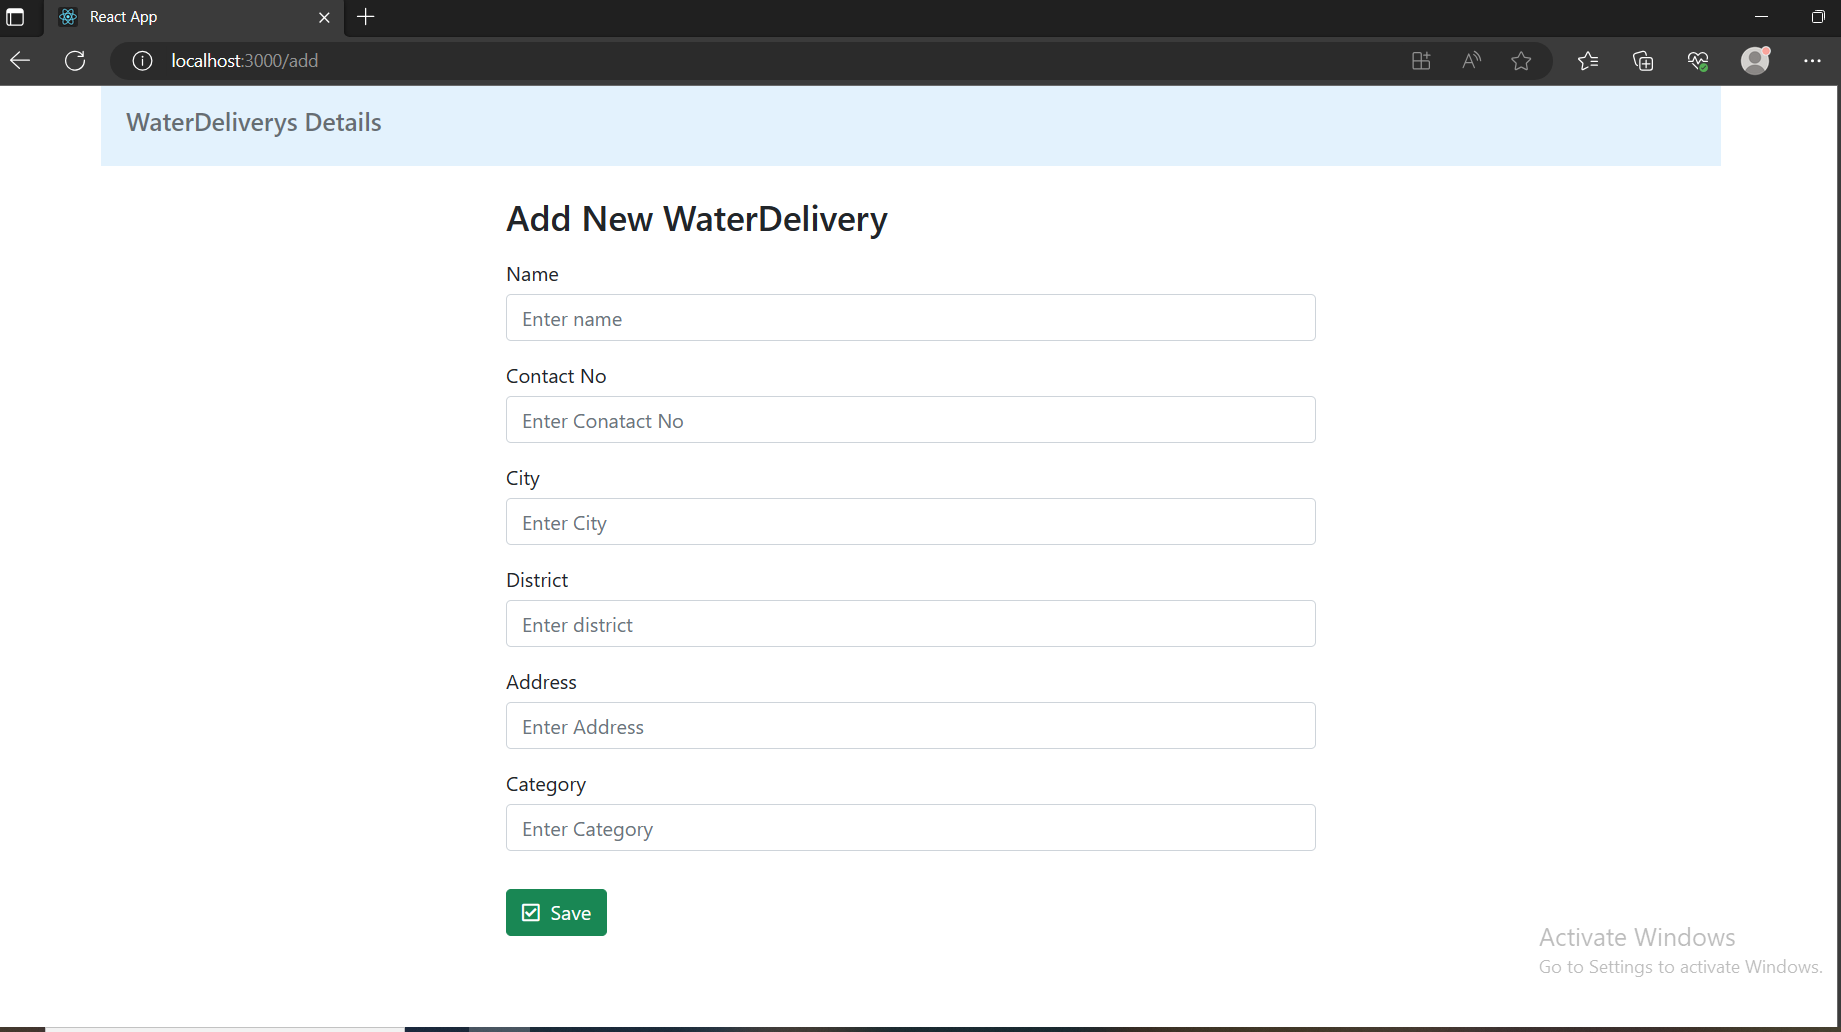 React App
localhost:3000/add
WaterDeliverys Details
Add New WaterDelivery
Name
Enter name
Contact No
Enter Conatact No
City
Enter City
District
Enter district
Address
Enter Address
Category
Enter Category
Save
Activate Windows
Go to Settings to activate Windows.